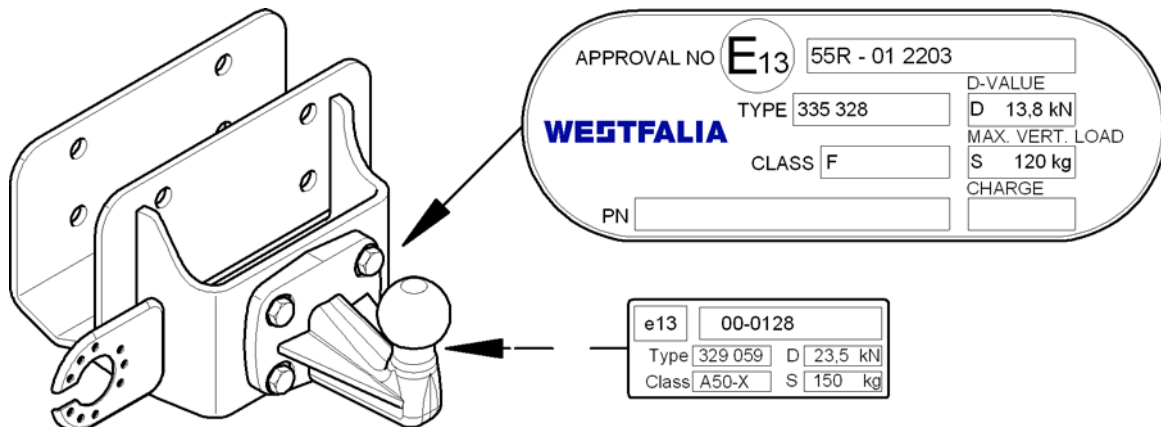 APPROVAL NO E13 55R - 01 2203
D-VALUE
TYPE 335 328 D 13,8 kN
WESTFALIA
MAX. VERT. LOAD
CLASS F S 120 kg
CHARGE
PN
e13 00-0128
Type 329 059 D 23,5 kN
Class A50-X S 150 kg